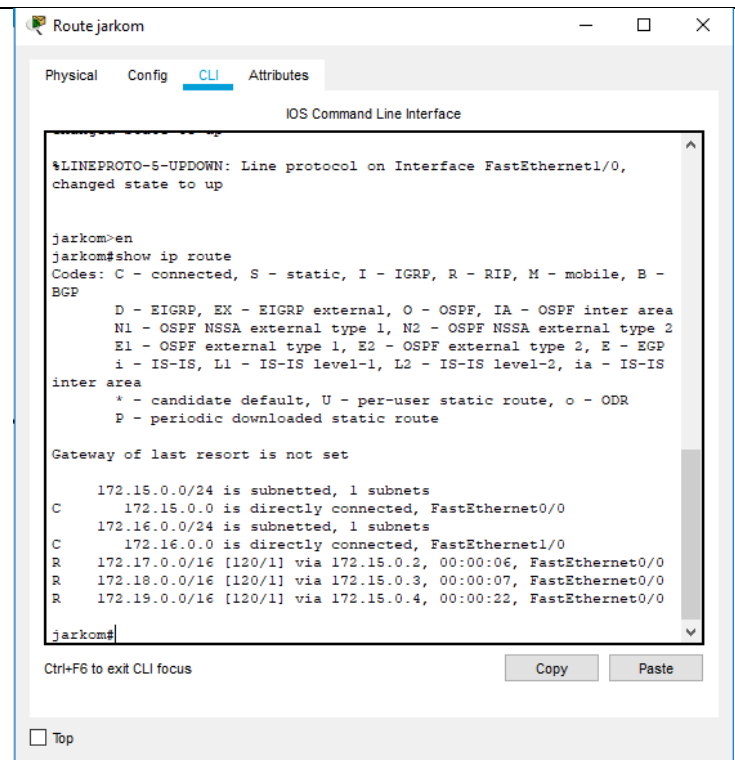 Route jarkom
Physical Config CLI Attributes
IOS Command Line Interface
changed state to up
%LINEPROTO-5-UPDOWN: Line protocol on Interface FastEthernet1/0,
changed state to up
jarkom>en
jarkom#show ip route
Codes: C - connected, S - static, I - IGRP, R - RIP, M - mobile, B -
BGP
D - EIGRP, EX - EIGRP external, O - OSPF, IA - OSPF inter area
N1 - OSPF NSSA external type 1, N2 - OSPF NSSA external type 2
E1 - OSPF external type 1, E2 - OSPF external type 2, E - EGP
i - IS-IS, L1 - IS-IS level-1, L2 - IS-IS level-2, ia - IS-IS
inter area
* - candidate default, U - per-user static route, o - ODR
P - periodic downloaded static route
Gateway of last resort is not set
172.15.0.0/24 is subnetted, 1 subnets
C 172.15.0.0 is directly connected, FastEthernet0/0
172.16.0.0/24 is subnetted, 1 subnets
C 172.16.0.0 is directly connected, FastEthernet1/0
R 172.17.0.0/16 [120/1] via 172.15.0.2, 00:00:06, FastEthernet0/0
R 172.18.0.0/16 [120/1] via 172.15.0.3, 00:00:07, FastEthernet0/0
R 172.19.0.0/16 [120/1] via 172.15.0.4, 00:00:22, FastEthernet0/0
jarkom#
Ctrl+F6 to exit CLI focus
Copy Paste
Top